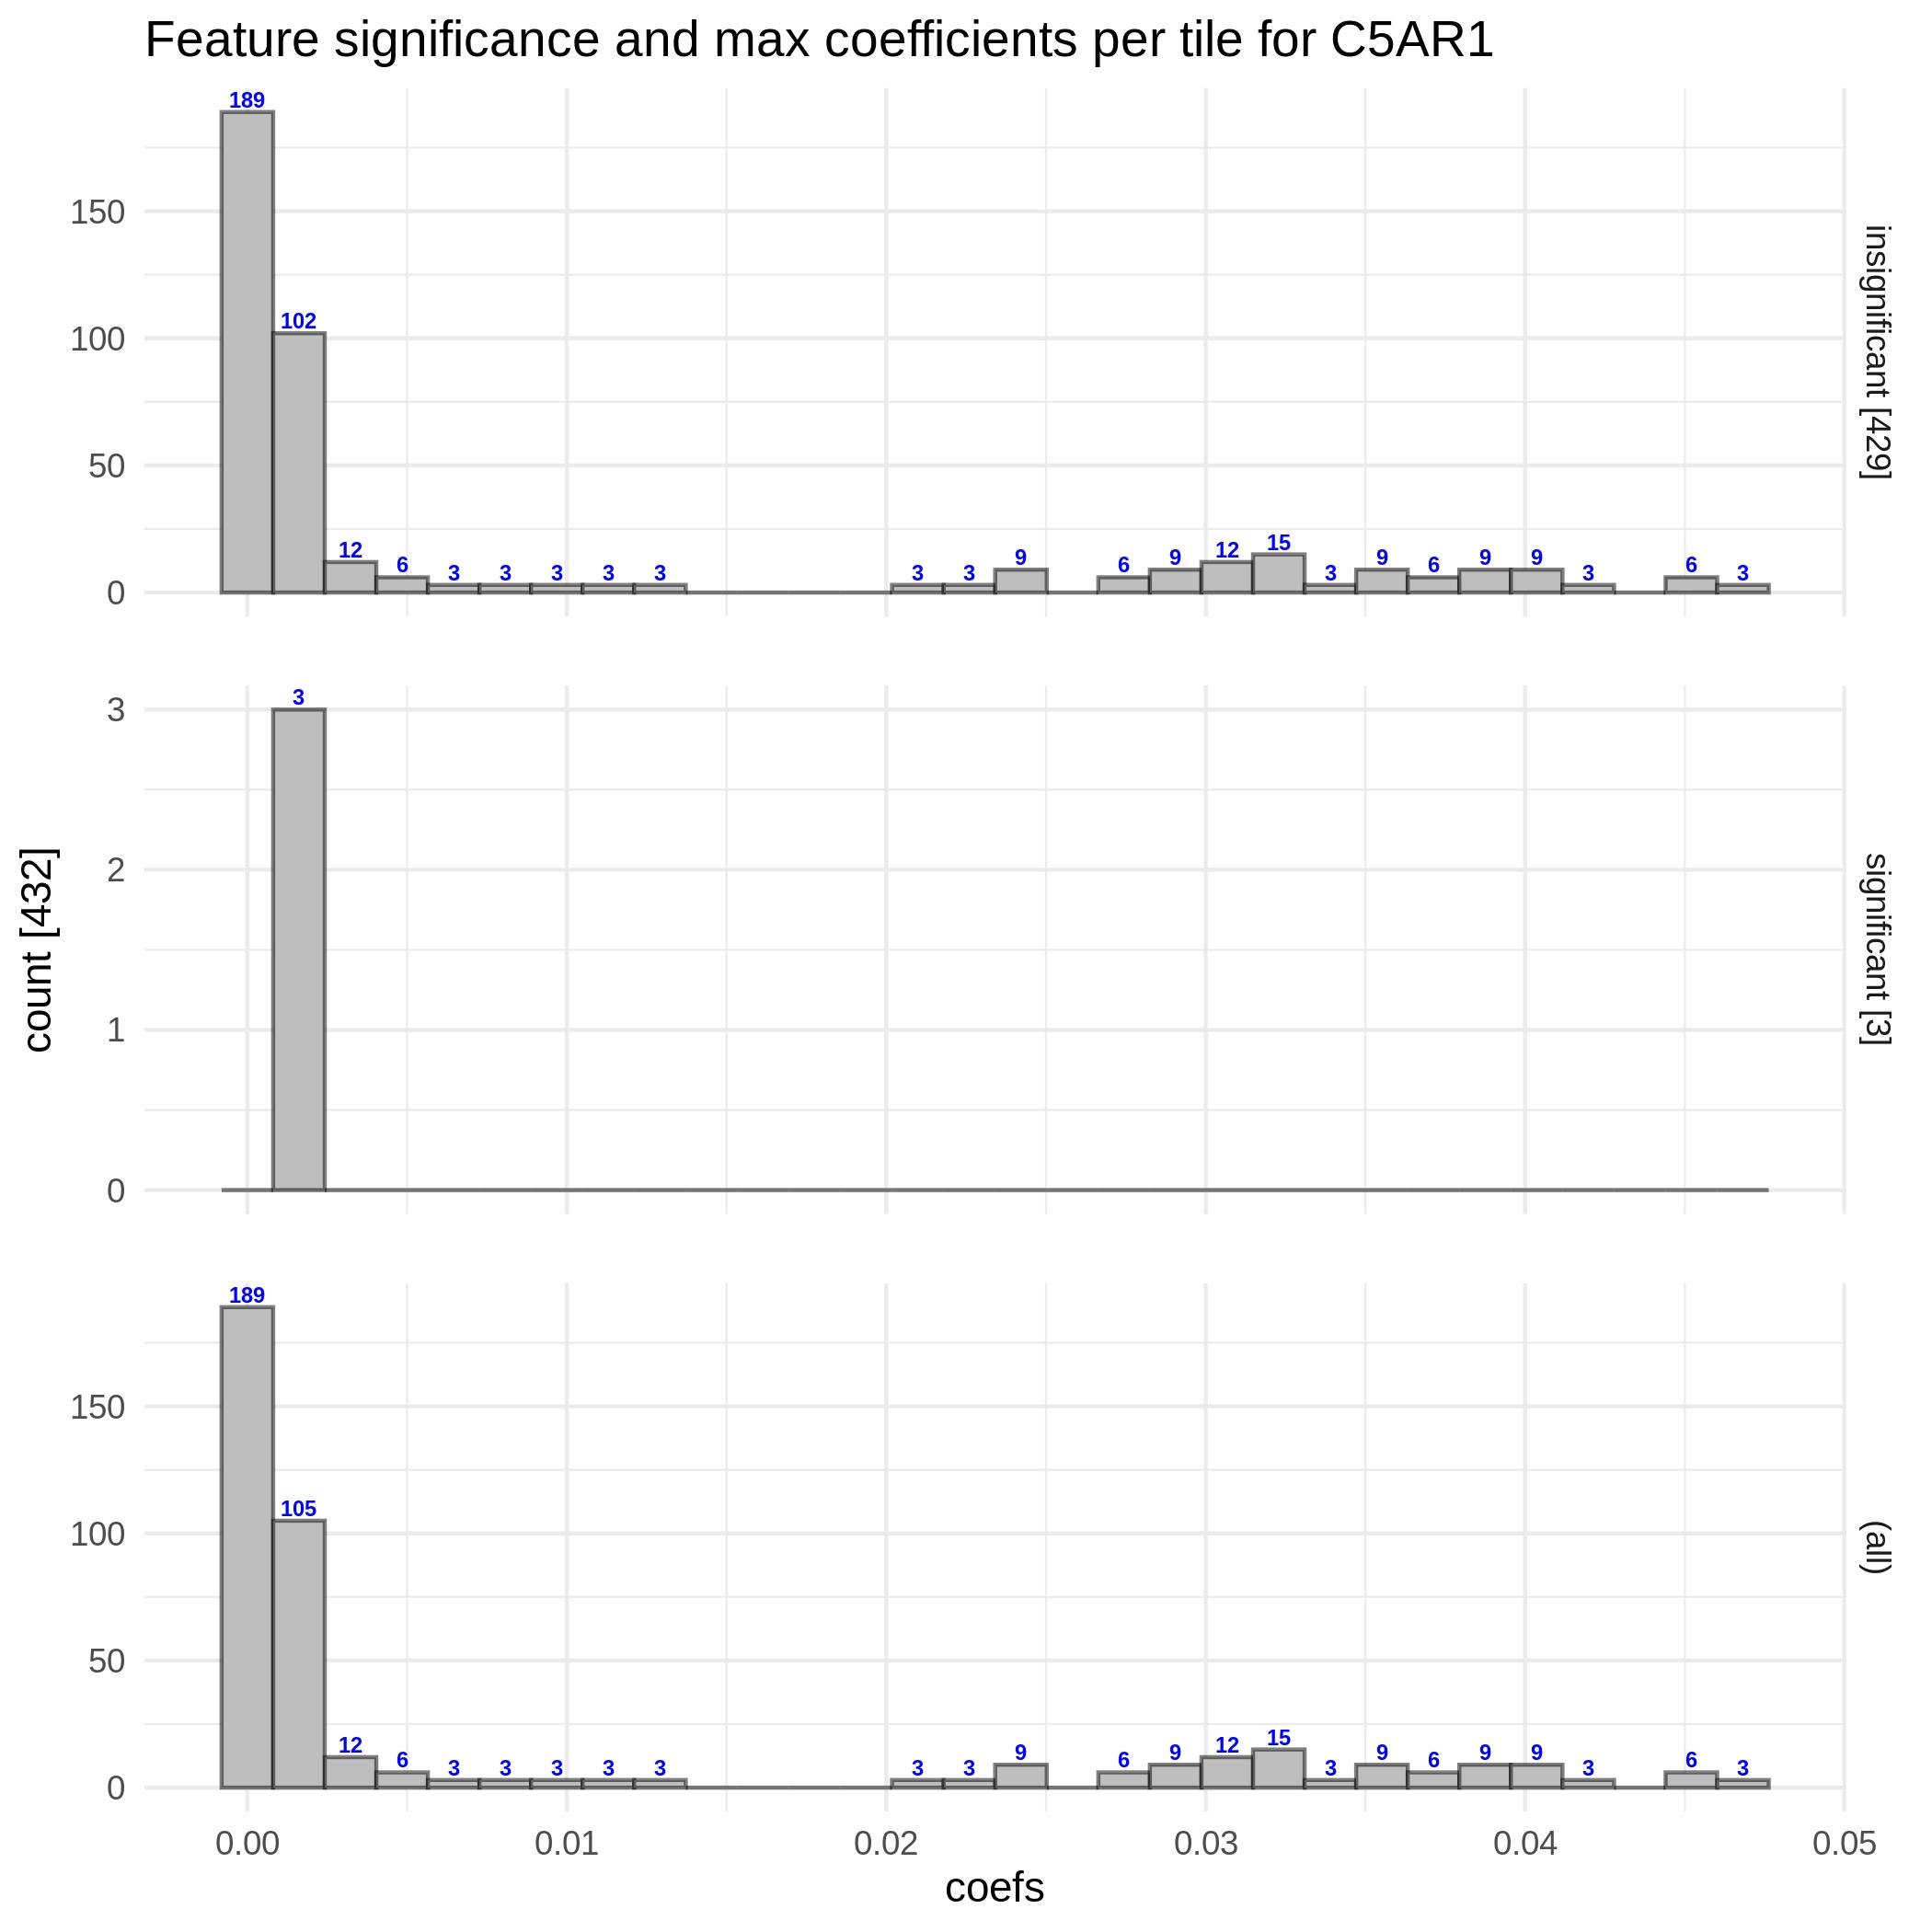 Feature significance and max coefficients per tile for C5AR1
189
102
12 6 3 3 3 3 3 3 3 9 6 9 12 15 3 9 6 9 9 3 6 3
150
100
50
0
insignificant [429]
3
3
2
1
0
significant [3]
count [432]
189
105
12 6 3 3 3 3 3 3 3 9 6 9 12 15 3 9 6 9 9 3 6 3
150
100
50
0
(all)
0.00 0.01 0.02 0.03 0.04 0.05
coefs